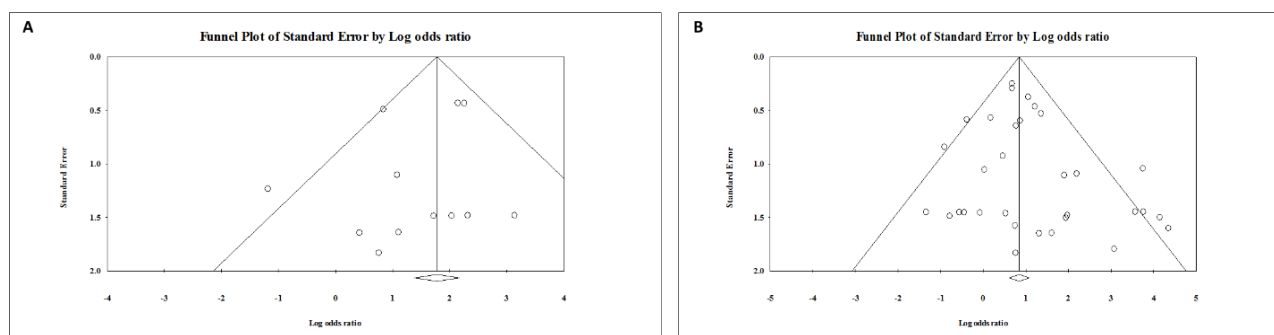 A
Funnel Plot of Standard Error by Log odds ratio
0.0
0.5
1.0
1.5
2.0
Standard Error
-4 -3 -2 -1 0 1 2 3 4
Log odds ratio
B
Funnel Plot of Standard Error by Log odds ratio
0.0
0.5
1.0
1.5
2.0
Standard Error
-5 -4 -3 -2 -1 0 1 2 3 4 5
Log odds ratio